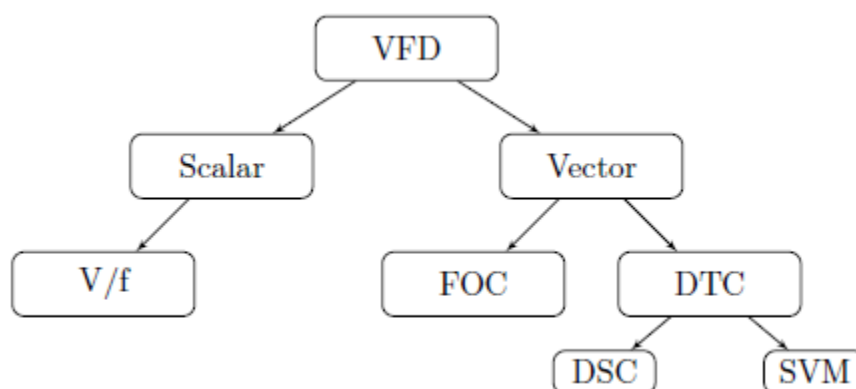 VFD
Scalar
Vector
V/f
FOC
DTC
DSC
SVM